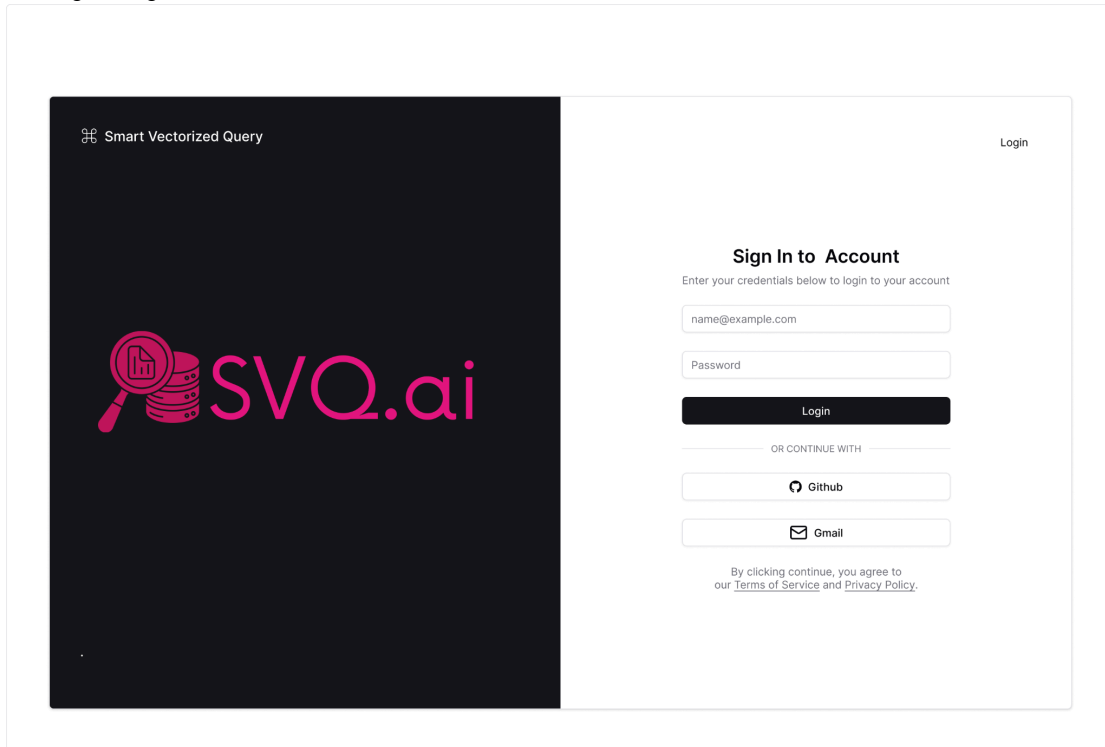 ⌘ Smart Vectorized Query
SVQ.ai
.
Login
Sign In to Account
Enter your credentials below to login to your account
name@example.com
Password
Login
OR CONTINUE WITH
Github
Gmail
By clicking continue, you agree to
our Terms of Service and Privacy Policy.